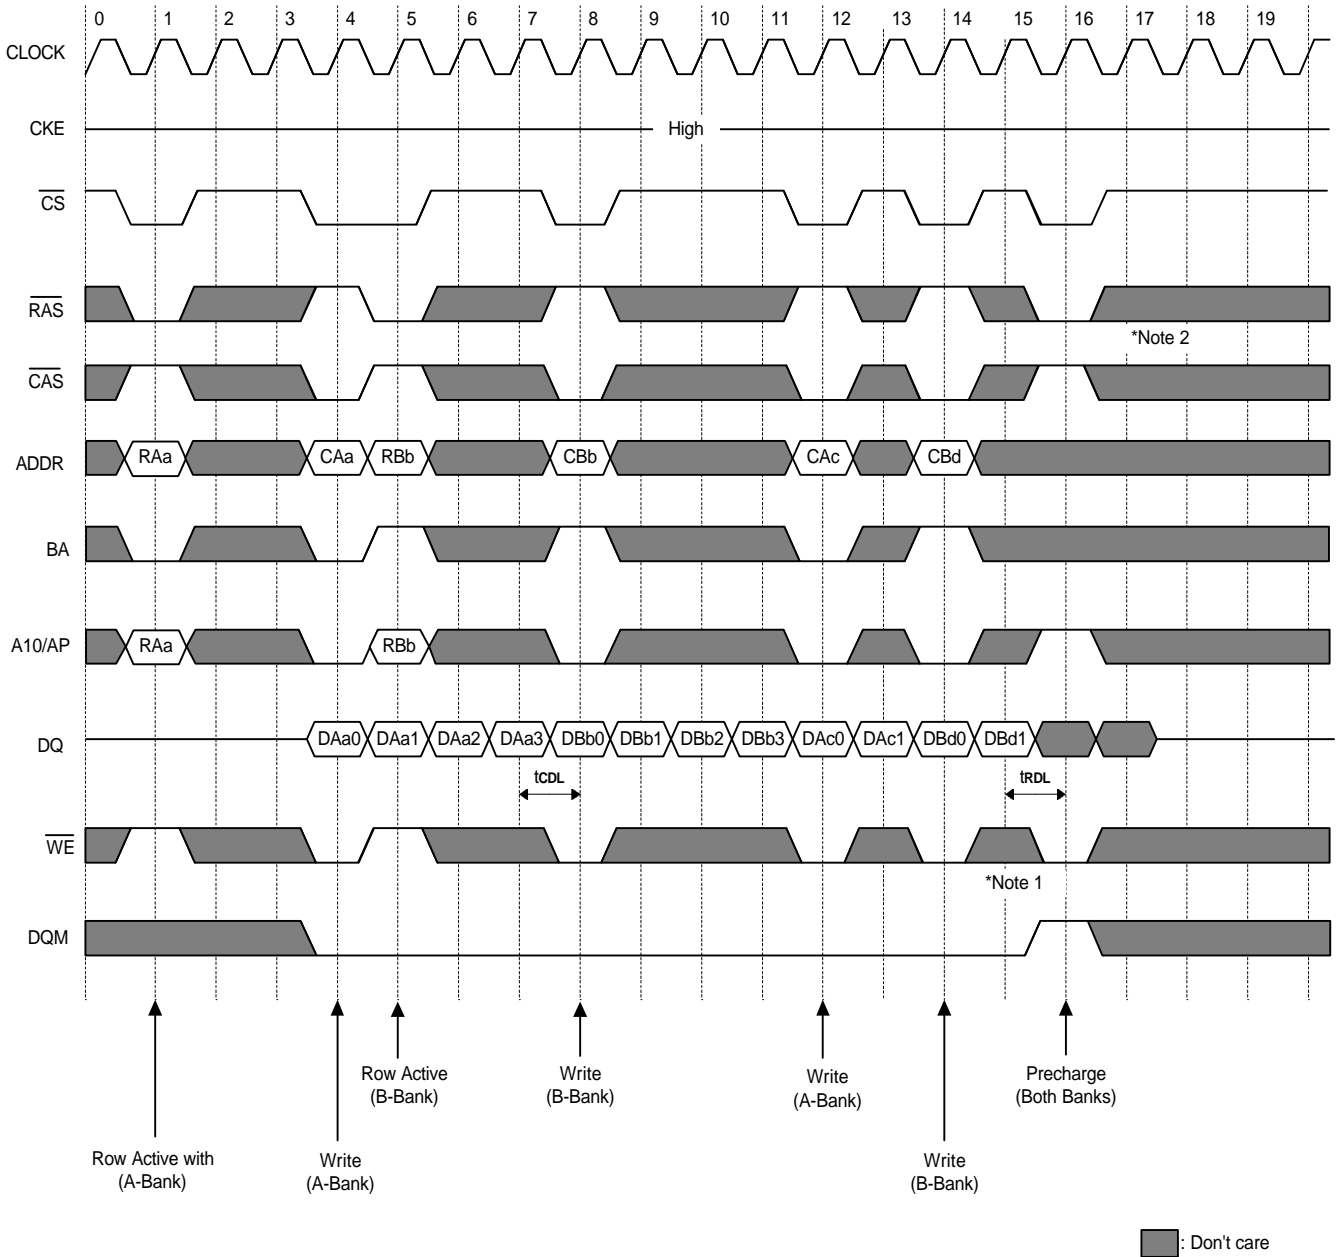 0 1 2 3 4 5 6 7 8 9 10 11 12 13 14 15 16 17 18 19
CLOCK
CKE High
CS
RAS
*Note 2
CAS
ADDR RAa CAa RBb CBb CAc CBd
BA
A10/AP RAa RBb
DQ DAa0 DAa1 DAa2 DAa3 DBb0 DBb1 DBb2 DBb3 DAc0 DAc1 DBd0 DBd1
tCDL tRDL
WE
*Note 1
DQM
Row Active
(B-Bank)
Write
(B-Bank)
Write
(A-Bank)
Precharge
(Both Banks)
Row Active with
(A-Bank)
Write
(A-Bank)
Write
(B-Bank)
: Don't care